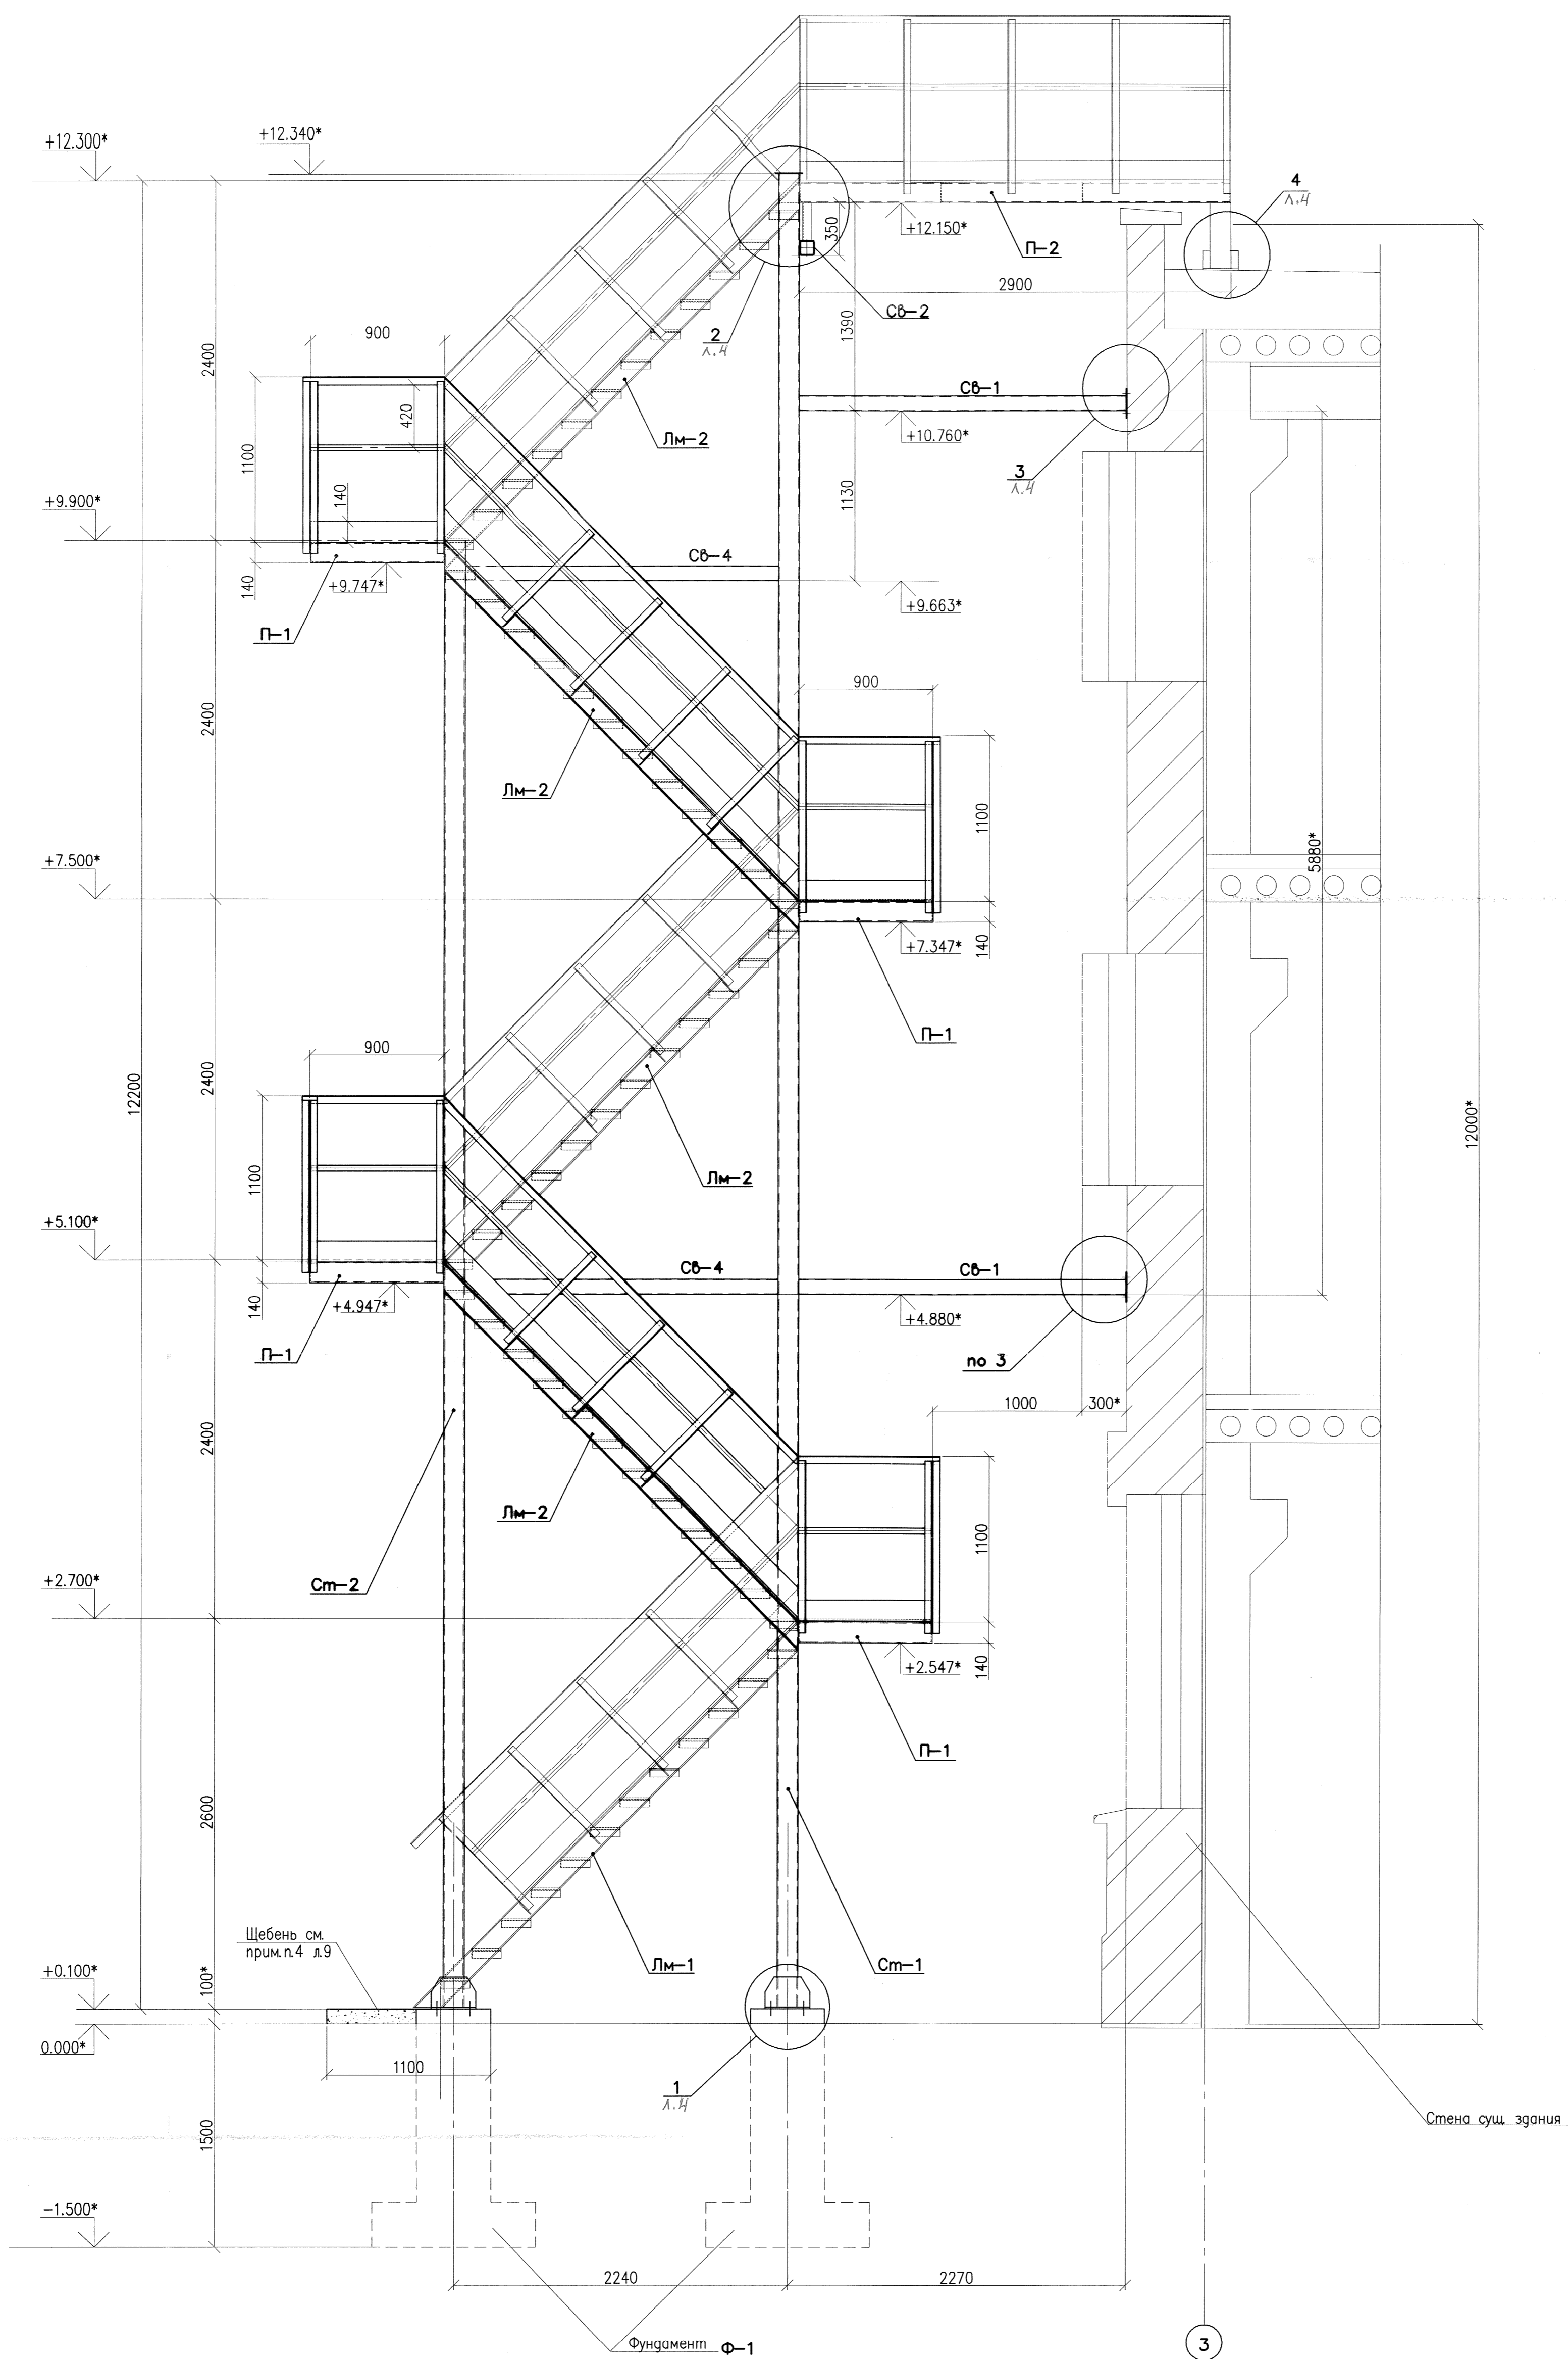 +12.300*
+12.340*
4
л.4
350
+12.150*
П-2
2900
Св-2
1390
2
л.4
900
2400
420
1100
Св-1
+10.760*
Лм-2
3
л.4
1130
140
+9.900*
Св-4
140
+9.747*
+9.663*
П-1
900
2400
Лм-2
1100
5880*
+7.500*
+7.347*
140
П-1
900
2400
12200
12000*
1100
Лм-2
+5.100*
Св-4
Св-1
140
+4.947*
+4.880*
П-1
по 3
1000
300*
2400
Лм-2
1100
Ст-2
+2.700*
+2.547*
140
П-1
2600
Щебень см.
прим.п.4 л.9
Лм-1
Ст-1
+0.100*
100*
0.000*
1100
1
л.4
Стена сущ. здания
1500
-1.500*
2240
2270
Фундамент Ф-1
3